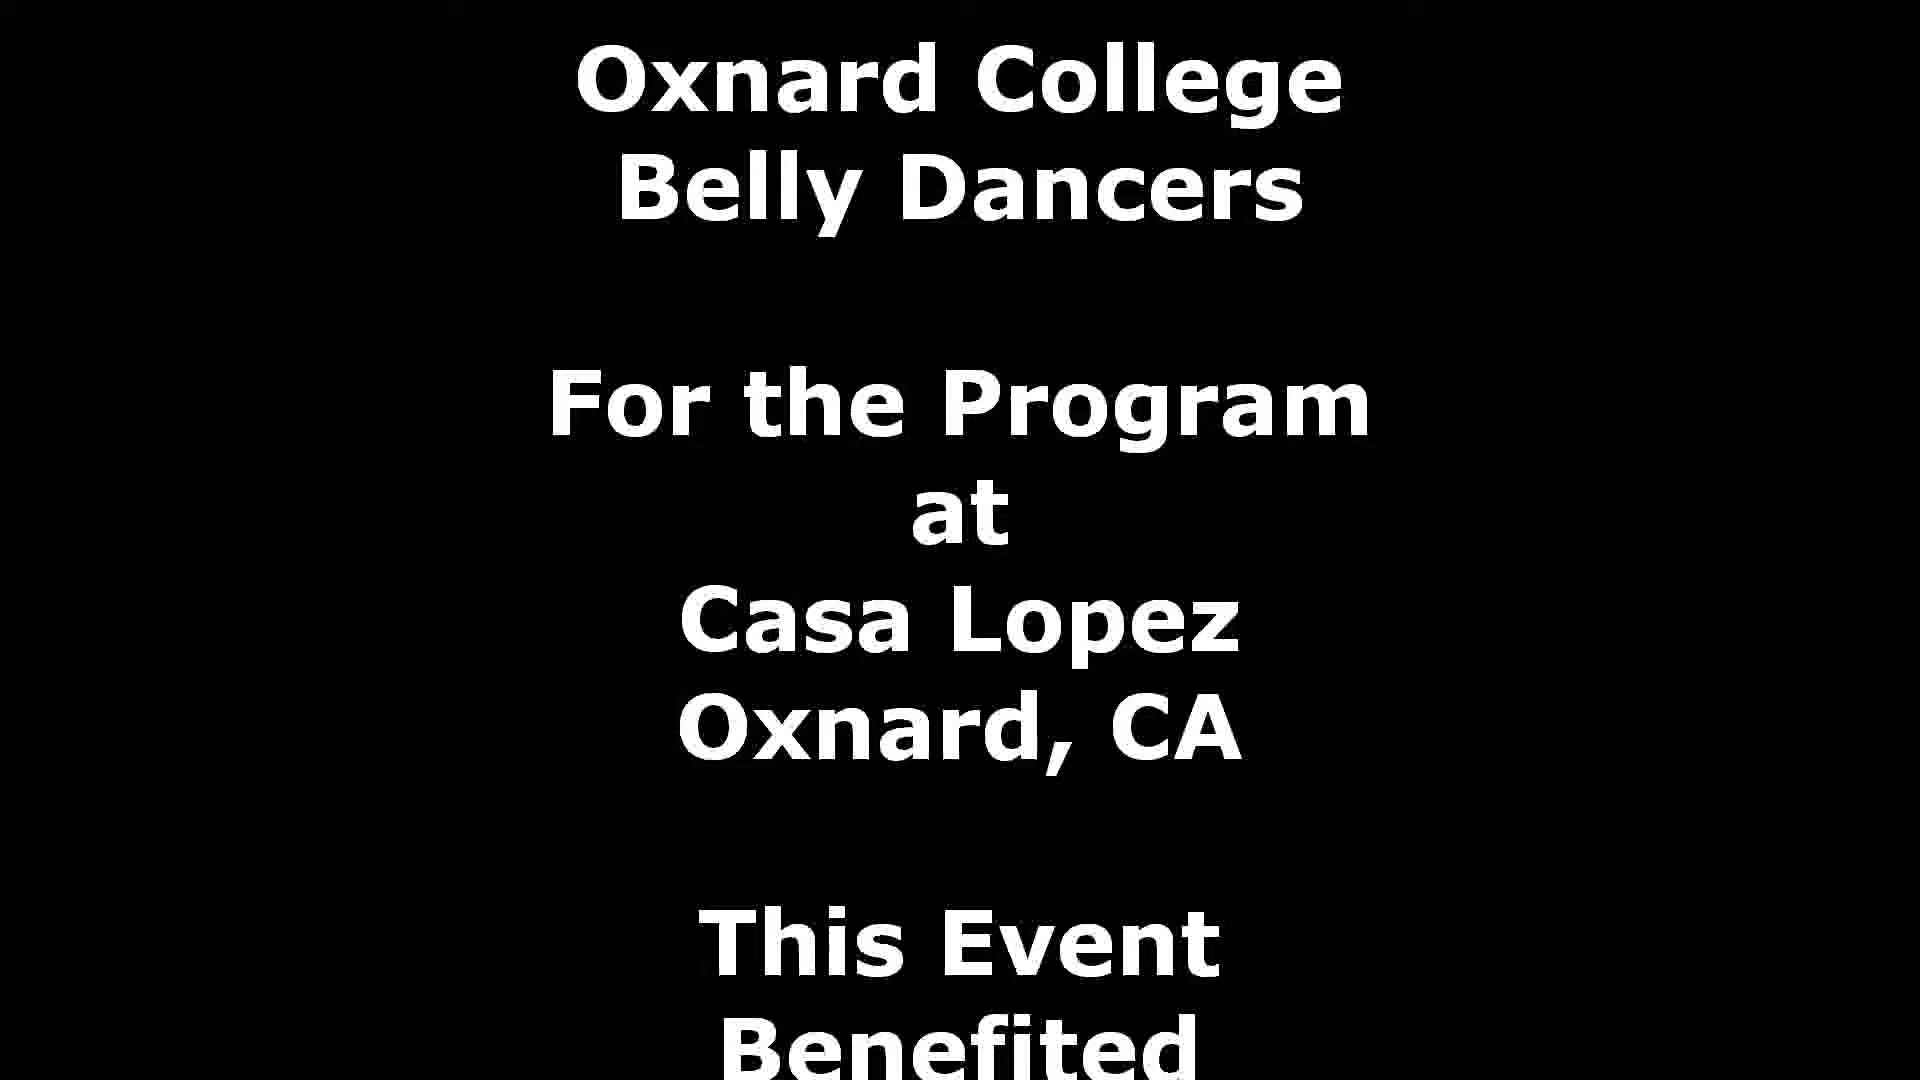 Oxnard College
Belly Dancers
For the Program
at
Casa Lopez
Oxnard, CA
This Event
Benefited